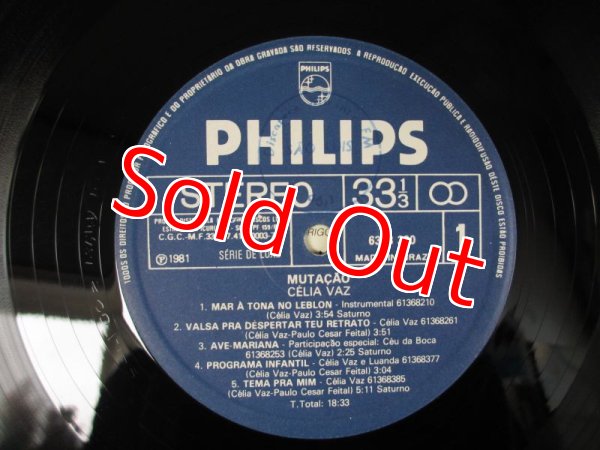 TODOS OS DIREITOS DO PRODUTOR FONOGRÁFICO E DO PROPRIETÁRIO DA OBRA GRAVADA SÃO RESERVADOS A REPRODUÇÃO EXECUÇÃO PÚBLICA E RADIODIFUSÃO DESTE DISCO ESTÃO PROIBIDAS
PHILIPS
PHILIPS
STEREO 33 1/3
Sold Out
C.G.C.-M.F.
1
℗ 1981 SÉRIE DE
MUTAÇÃO
CÉLIA VAZ
1. MAR À TONA NO LEBLON - Instrumental 61368210
(Célia Vaz) 3:54 Saturno
2. VALSA PRA DESPERTAR TEU RETRATO - Célia Vaz 61368261
(Célia Vaz-Paulo Cesar Feital) 3:51
3. AVE-MARIANA - Participação especial: Céu da Boca
61368253 (Célia Vaz) 2:25 Saturno
4. PROGRAMA INFANTIL - Célia Vaz e Luanda 61368377
(Célia Vaz-Paulo Cesar Feital) 3:04
5. TEMA PRA MIM - Célia Vaz 61368385
(Célia Vaz-Paulo Cesar Feital) 5:11 Saturno
T. Total: 18:33